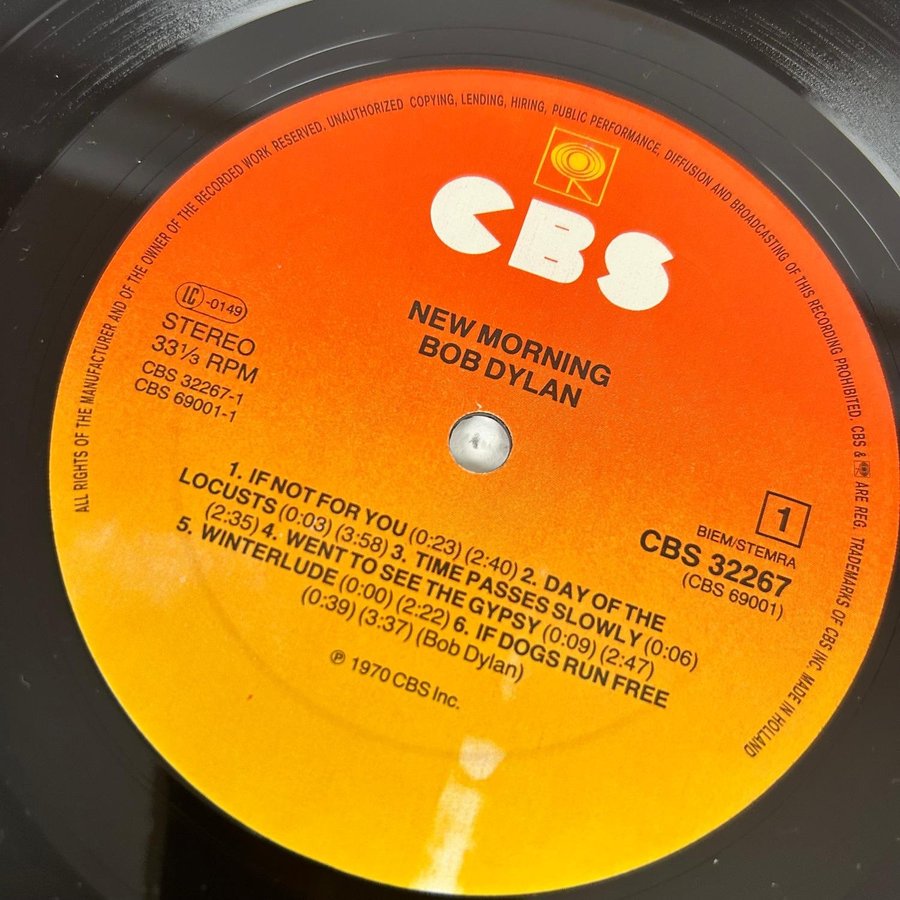 ALL RIGHTS OF THE MANUFACTURER AND OF THE OWNER OF THE RECORDED WORK RESERVED, UNAUTHORIZED COPYING, LENDING, HIRING, PUBLIC PERFORMANCE, DIFFUSION AND BROADCASTING OF THIS RECORDING PROHIBITED. CBS & ARE REG. TRADEMARKS OF CBS INC. MADE IN HOLLAND
CBS
NEW MORNING
BOB DYLAN
LC -0149
STEREO
33⅓ RPM
CBS 32267-1
CBS 69001-1
1
BIEM/STEMRA
CBS 32267
(CBS 69001)
1. IF NOT FOR YOU (0:23) (2:40) 2. DAY OF THE
LOCUSTS (0:03) (3:58) 3. TIME PASSES SLOWLY (0:06)
(2:35) 4. WENT TO SEE THE GYPSY (0:09) (2:47)
5. WINTERLUDE (0:00) (2:22) 6. IF DOGS RUN FREE
(0:39) (3:37) (Bob Dylan)
℗ 1970 CBS Inc.